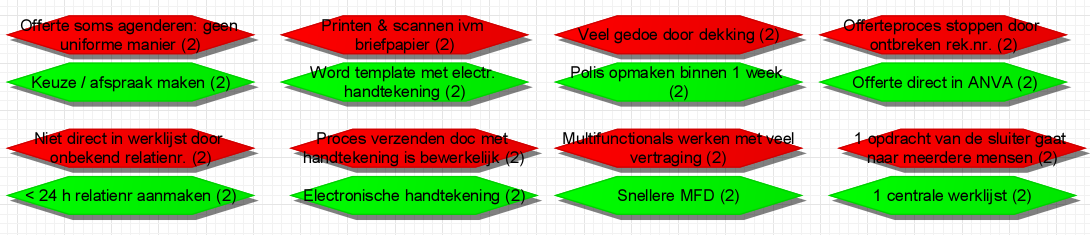 Offerte soms agenderen: geen
uniforme manier (2)
Printen & scannen ivm
briefpapier (2)
Veel gedoe door dekking (2)
Offerteproces stoppen door
ontbreken rek.nr. (2)
Keuze / afspraak maken (2)
Word template met electr.
handtekening (2)
Polis opmaken binnen 1 week
(2)
Offerte direct in ANVA (2)
Niet direct in werklijst door
onbekend relatienr. (2)
Proces verzenden doc met
handtekening is bewerkelijk (2)
Multifunctionals werken met veel
vertraging (2)
1 opdracht van de sluiter gaat
naar meerdere mensen (2)
< 24 h relatienr aanmaken (2)
Electronische handtekening (2)
Snellere MFD (2)
1 centrale werklijst (2)